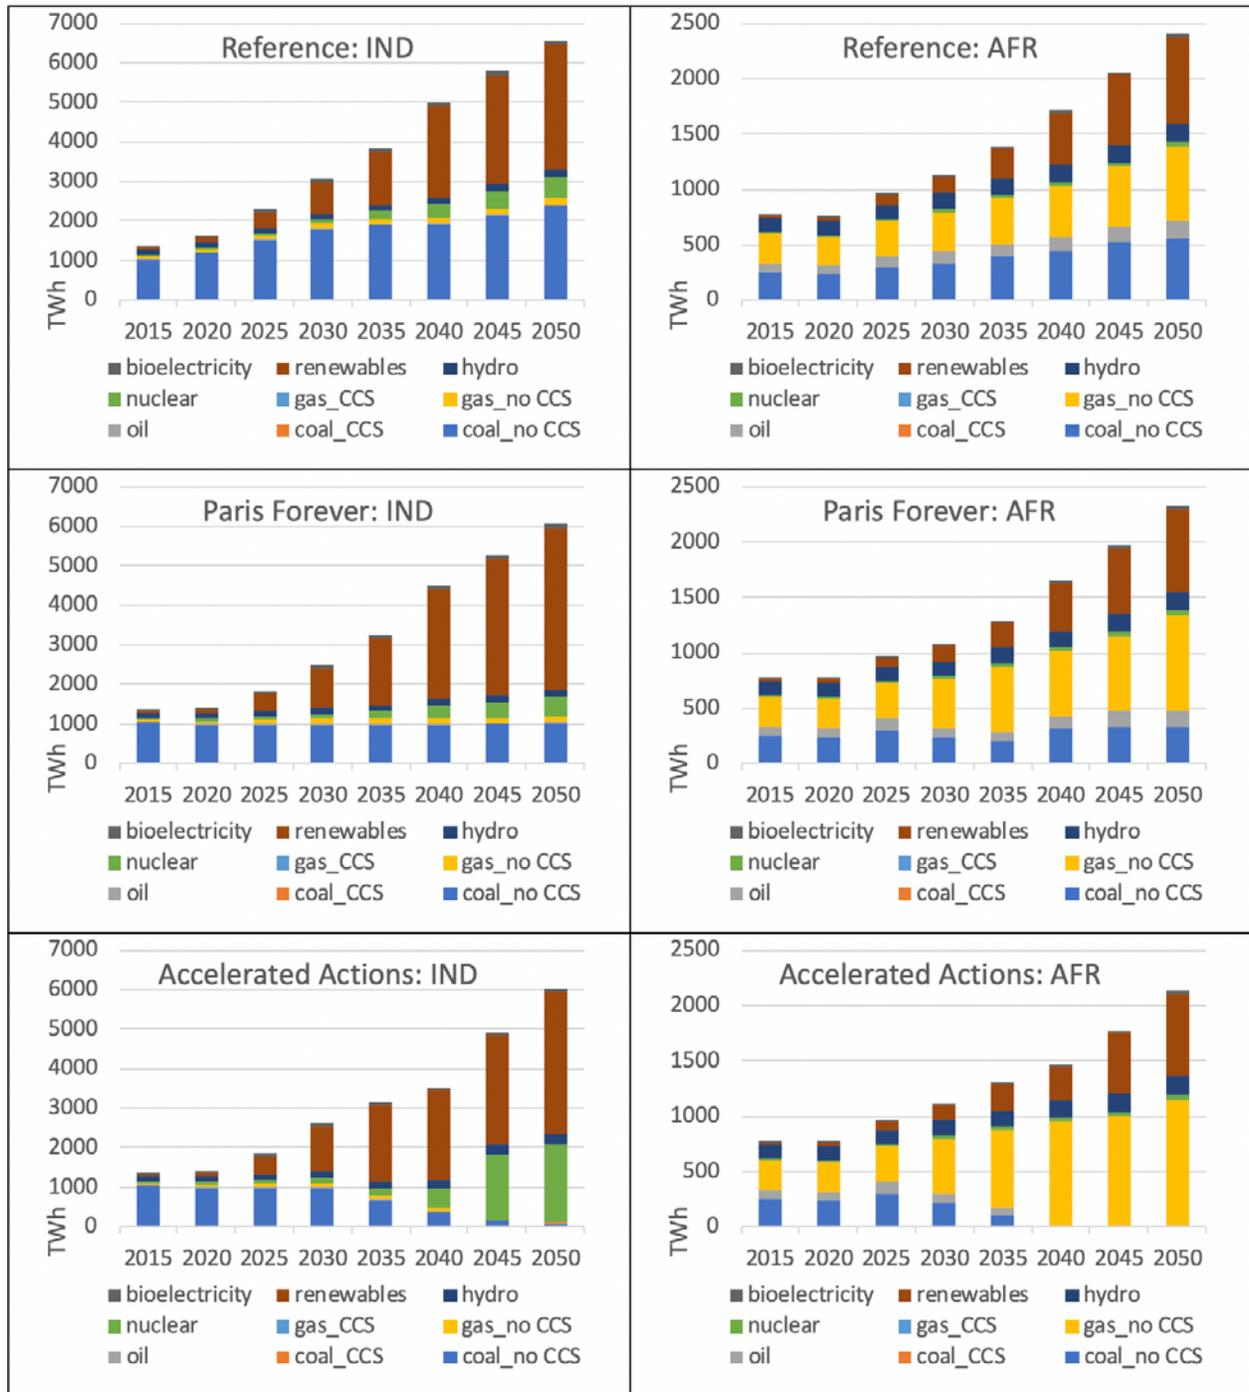 Reference: IND
7000
6000
5000
4000
3000
2000
1000
0
TWh
2015 2020 2025 2030 2035 2040 2045 2050
bioelectricity renewables hydro
nuclear gas_CCS gas_no CCS
oil coal_CCS coal_no CCS
Reference: AFR
2500
2000
1500
1000
500
0
TWh
2015 2020 2025 2030 2035 2040 2045 2050
bioelectricity renewables hydro
nuclear gas_CCS gas_no CCS
oil coal_CCS coal_no CCS
Paris Forever: IND
7000
6000
5000
4000
3000
2000
1000
0
TWh
2015 2020 2025 2030 2035 2040 2045 2050
bioelectricity renewables hydro
nuclear gas_CCS gas_no CCS
oil coal_CCS coal_no CCS
Paris Forever: AFR
2500
2000
1500
1000
500
0
TWh
2015 2020 2025 2030 2035 2040 2045 2050
bioelectricity renewables hydro
nuclear gas_CCS gas_no CCS
oil coal_CCS coal_no CCS
Accelerated Actions: IND
7000
6000
5000
4000
3000
2000
1000
0
TWh
2015 2020 2025 2030 2035 2040 2045 2050
bioelectricity renewables hydro
nuclear gas_CCS gas_no CCS
oil coal_CCS coal_no CCS
Accelerated Actions: AFR
2500
2000
1500
1000
500
0
TWh
2015 2020 2025 2030 2035 2040 2045 2050
bioelectricity renewables hydro
nuclear gas_CCS gas_no CCS
oil coal_CCS coal_no CCS